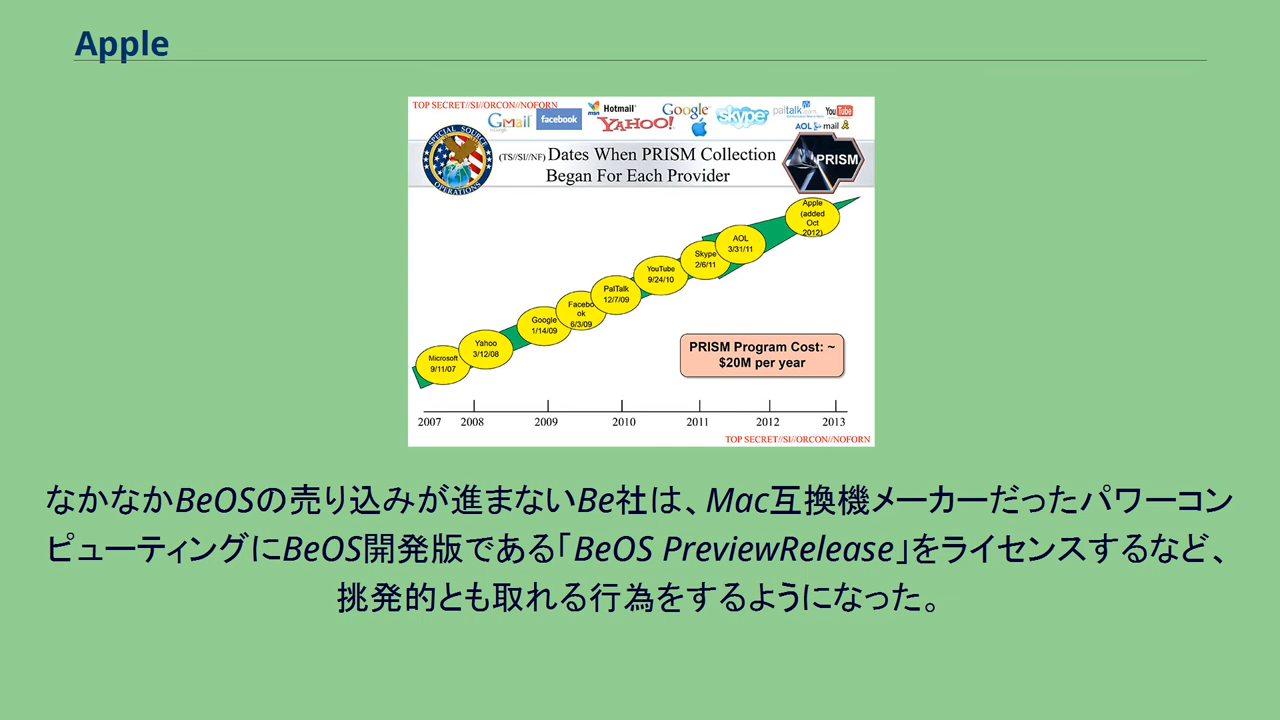 Apple
TOP SECRET//SI//ORCON//NOFORN
Gmail
facebook
msn Hotmail
Google
YAHOO!
skype
paltalk.com
YouTube
AOL mail
SPECIAL SOURCE OPERATIONS
(TS//SI//NF) Dates When PRISM Collection
Began For Each Provider
PRISM
Apple
(added
Oct
2012)
AOL
3/31/11
Skype
2/6/11
YouTube
9/24/10
PalTalk
12/7/09
Facebo
ok
6/3/09
Google
1/14/09
Yahoo
3/12/08
Microsoft
9/11/07
PRISM Program Cost: ~
$20M per year
2007 2008 2009 2010 2011 2012 2013
TOP SECRET//SI//ORCON//NOFORN
なかなかBeOSの売り込みが進まないBe社は、Mac互換機メーカーだったパワーコン
ピューティングにBeOS開発版である「BeOS PreviewRelease」をライセンスするなど、
挑発的とも取れる行為をするようになった。